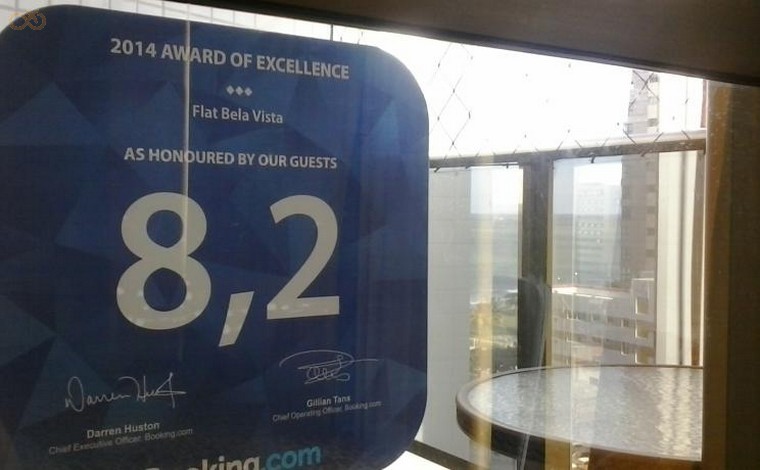 2014 AWARD OF EXCELLENCE
Flat Bela Vista
AS HONOURED BY OUR GUESTS
8,2
Darren Huston
Chief Executive Officer, Booking.com
Gillian Tans
Chief Operating Officer, Booking.com
Booking.com